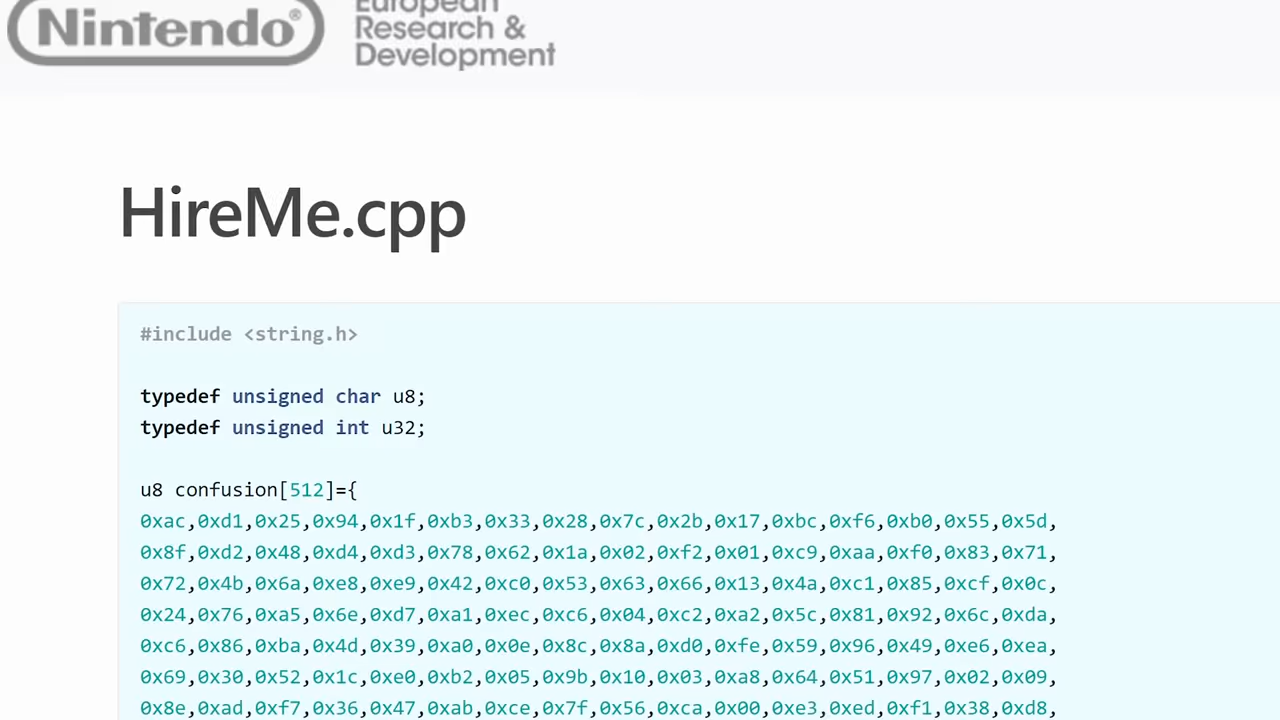 Nintendo®
European
Research &
Development
HireMe.cpp
#include <string.h>
typedef unsigned char u8;
typedef unsigned int u32;
u8 confusion[512]={
0xac,0xd1,0x25,0x94,0x1f,0xb3,0x33,0x28,0x7c,0x2b,0x17,0xbc,0xf6,0xb0,0x55,0x5d,
0x8f,0xd2,0x48,0xd4,0xd3,0x78,0x62,0x1a,0x02,0xf2,0x01,0xc9,0xaa,0xf0,0x83,0x71,
0x72,0x4b,0x6a,0xe8,0xe9,0x42,0xc0,0x53,0x63,0x66,0x13,0x4a,0xc1,0x85,0xcf,0x0c,
0x24,0x76,0xa5,0x6e,0xd7,0xa1,0xec,0xc6,0x04,0xc2,0xa2,0x5c,0x81,0x92,0x6c,0xda,
0xc6,0x86,0xba,0x4d,0x39,0xa0,0x0e,0x8c,0x8a,0xd0,0xfe,0x59,0x96,0x49,0xe6,0xea,
0x69,0x30,0x52,0x1c,0xe0,0xb2,0x05,0x9b,0x10,0x03,0xa8,0x64,0x51,0x97,0x02,0x09,
0x8e,0xad,0xf7,0x36,0x47,0xab,0xce,0x7f,0x56,0xca,0x00,0xe3,0xed,0xf1,0x38,0xd8,